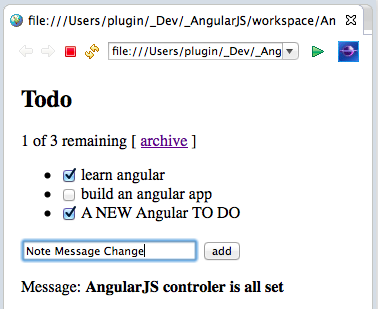 file:///Users/plugin/_Dev/_AngularJS/workspace/An
file:///Users/plugin/_Dev/_Ang
Todo
1 of 3 remaining [ archive ]
learn angular
build an angular app
A NEW Angular TO DO
Note Message Change
add
Message: AngularJS controler is all set